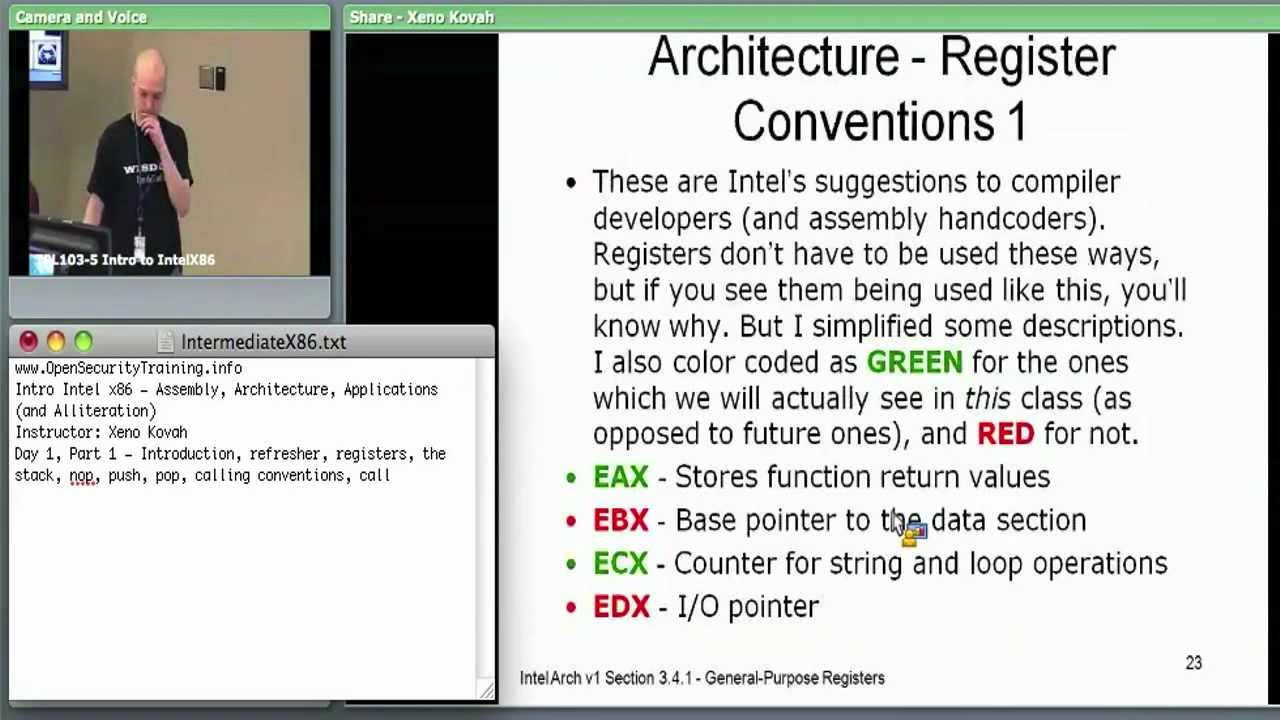 Camera and Voice
Share - Xeno Kovah
Intro to IntelX86
IntermediateX86.txt
www.OpenSecurityTraining.info
Intro Intel x86 – Assembly, Architecture, Applications
(and Alliteration)
Instructor: Xeno Kovah
Day 1, Part 1 – Introduction, refresher, registers, the
stack, nop, push, pop, calling conventions, call
Architecture - Register
Conventions 1
• These are Intel's suggestions to compiler
developers (and assembly handcoders).
Registers don't have to be used these ways,
but if you see them being used like this, you'll
know why. But I simplified some descriptions.
I also color coded as GREEN for the ones
which we will actually see in this class (as
opposed to future ones), and RED for not.
• EAX - Stores function return values
• EBX - Base pointer to the data section
• ECX - Counter for string and loop operations
• EDX - I/O pointer
23
Intel Arch v1 Section 3.4.1 - General-Purpose Registers